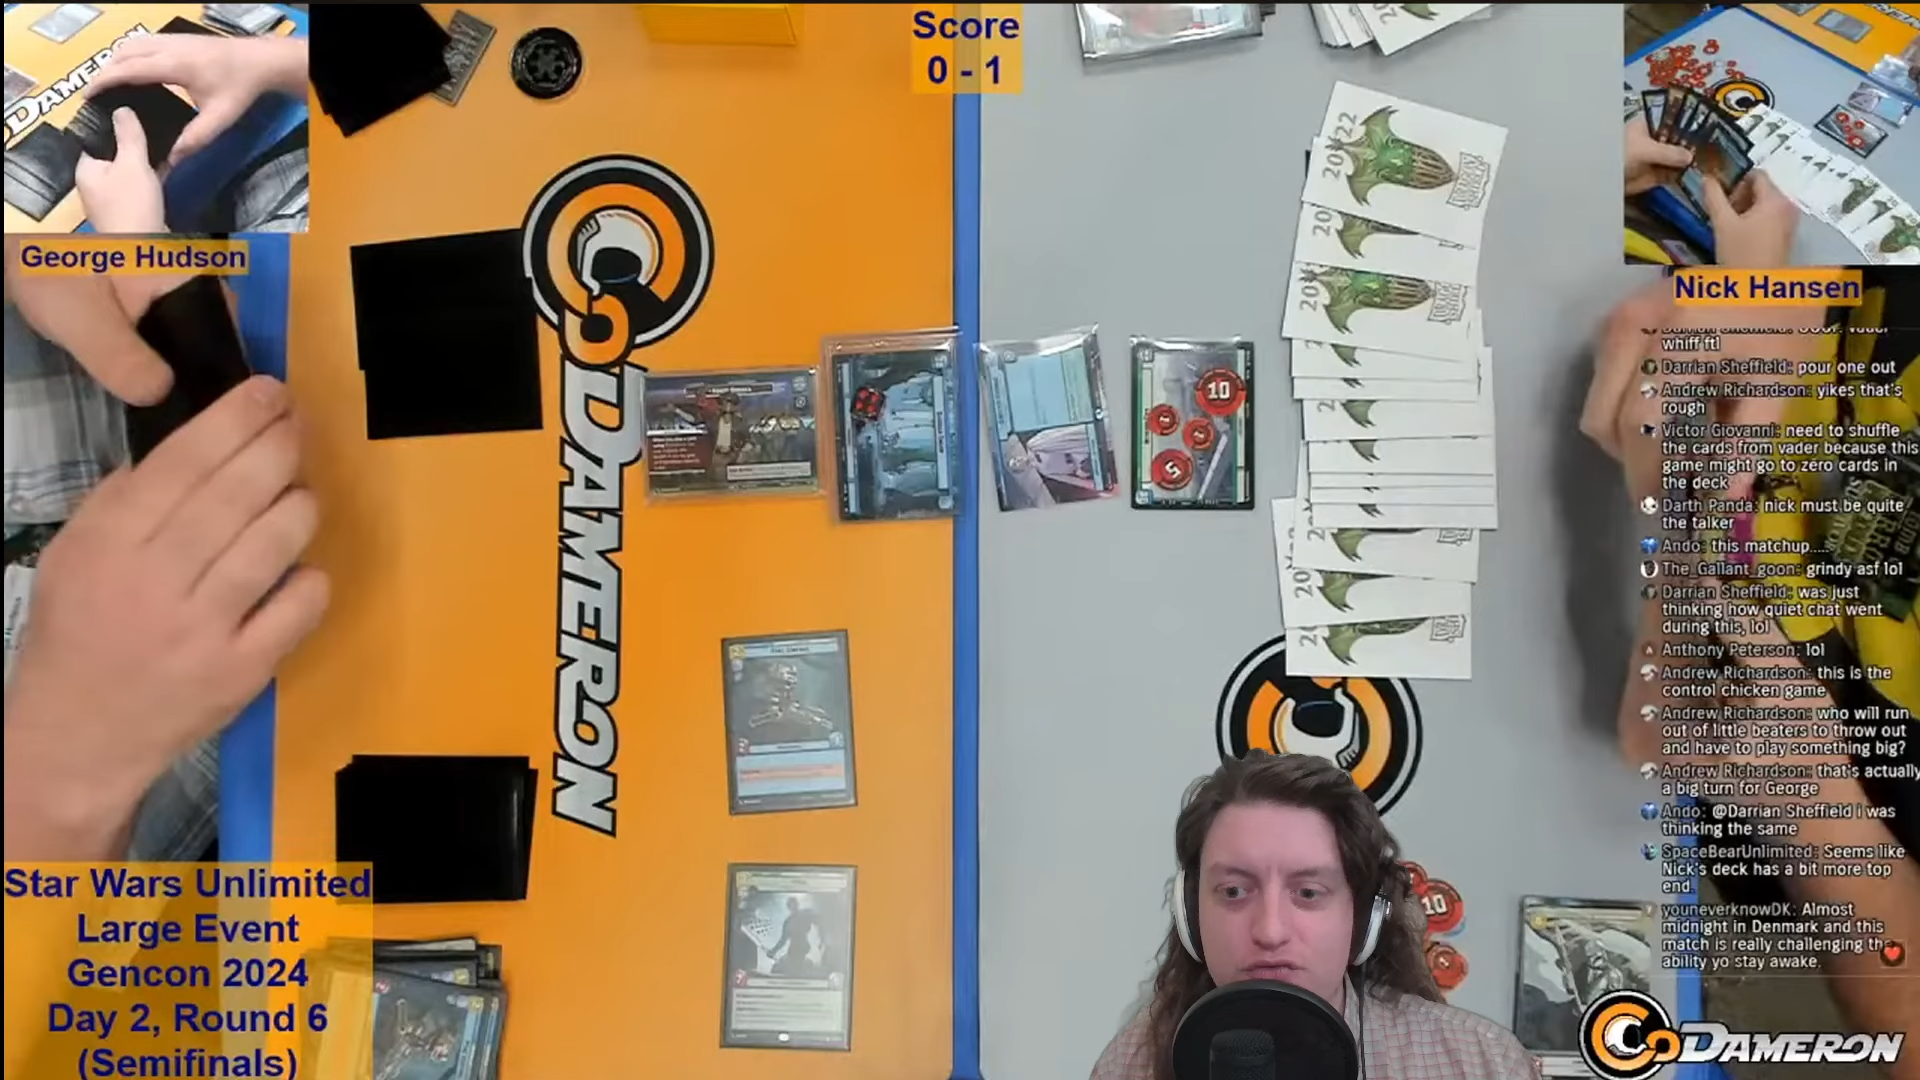 Score
0 - 1
George Hudson
Nick Hansen
DAMERON
CoDAMERON
10
5
2022
whiff ftl
Darrian Sheffield: pour one out
Andrew Richardson: yikes that's
rough
Victor Giovanni: need to shuffle
the cards from vader because this
game might go to zero cards in
the deck
Darth Panda: nick must be quite
the talker
Ando: this matchup.....
The_Gallant_goon: grindy asf lol
Darrian Sheffield: was just
thinking how quiet chat went
during this, lol
Anthony Peterson: lol
Andrew Richardson: this is the
control chicken game
Andrew Richardson: who will run
out of little beaters to throw out
and have to play something big?
Andrew Richardson: that's actually
a big turn for George
Ando: @Darrian Sheffield i was
thinking the same
SpaceBearUnlimited: Seems like
Nick's deck has a bit more top
end
youneverknowDK: Almost
midnight in Denmark and this
match is really challenging the
ability yo stay awake.
10
Star Wars Unlimited
Large Event
Gencon 2024
Day 2, Round 6
(Semifinals)
CoDAMERON